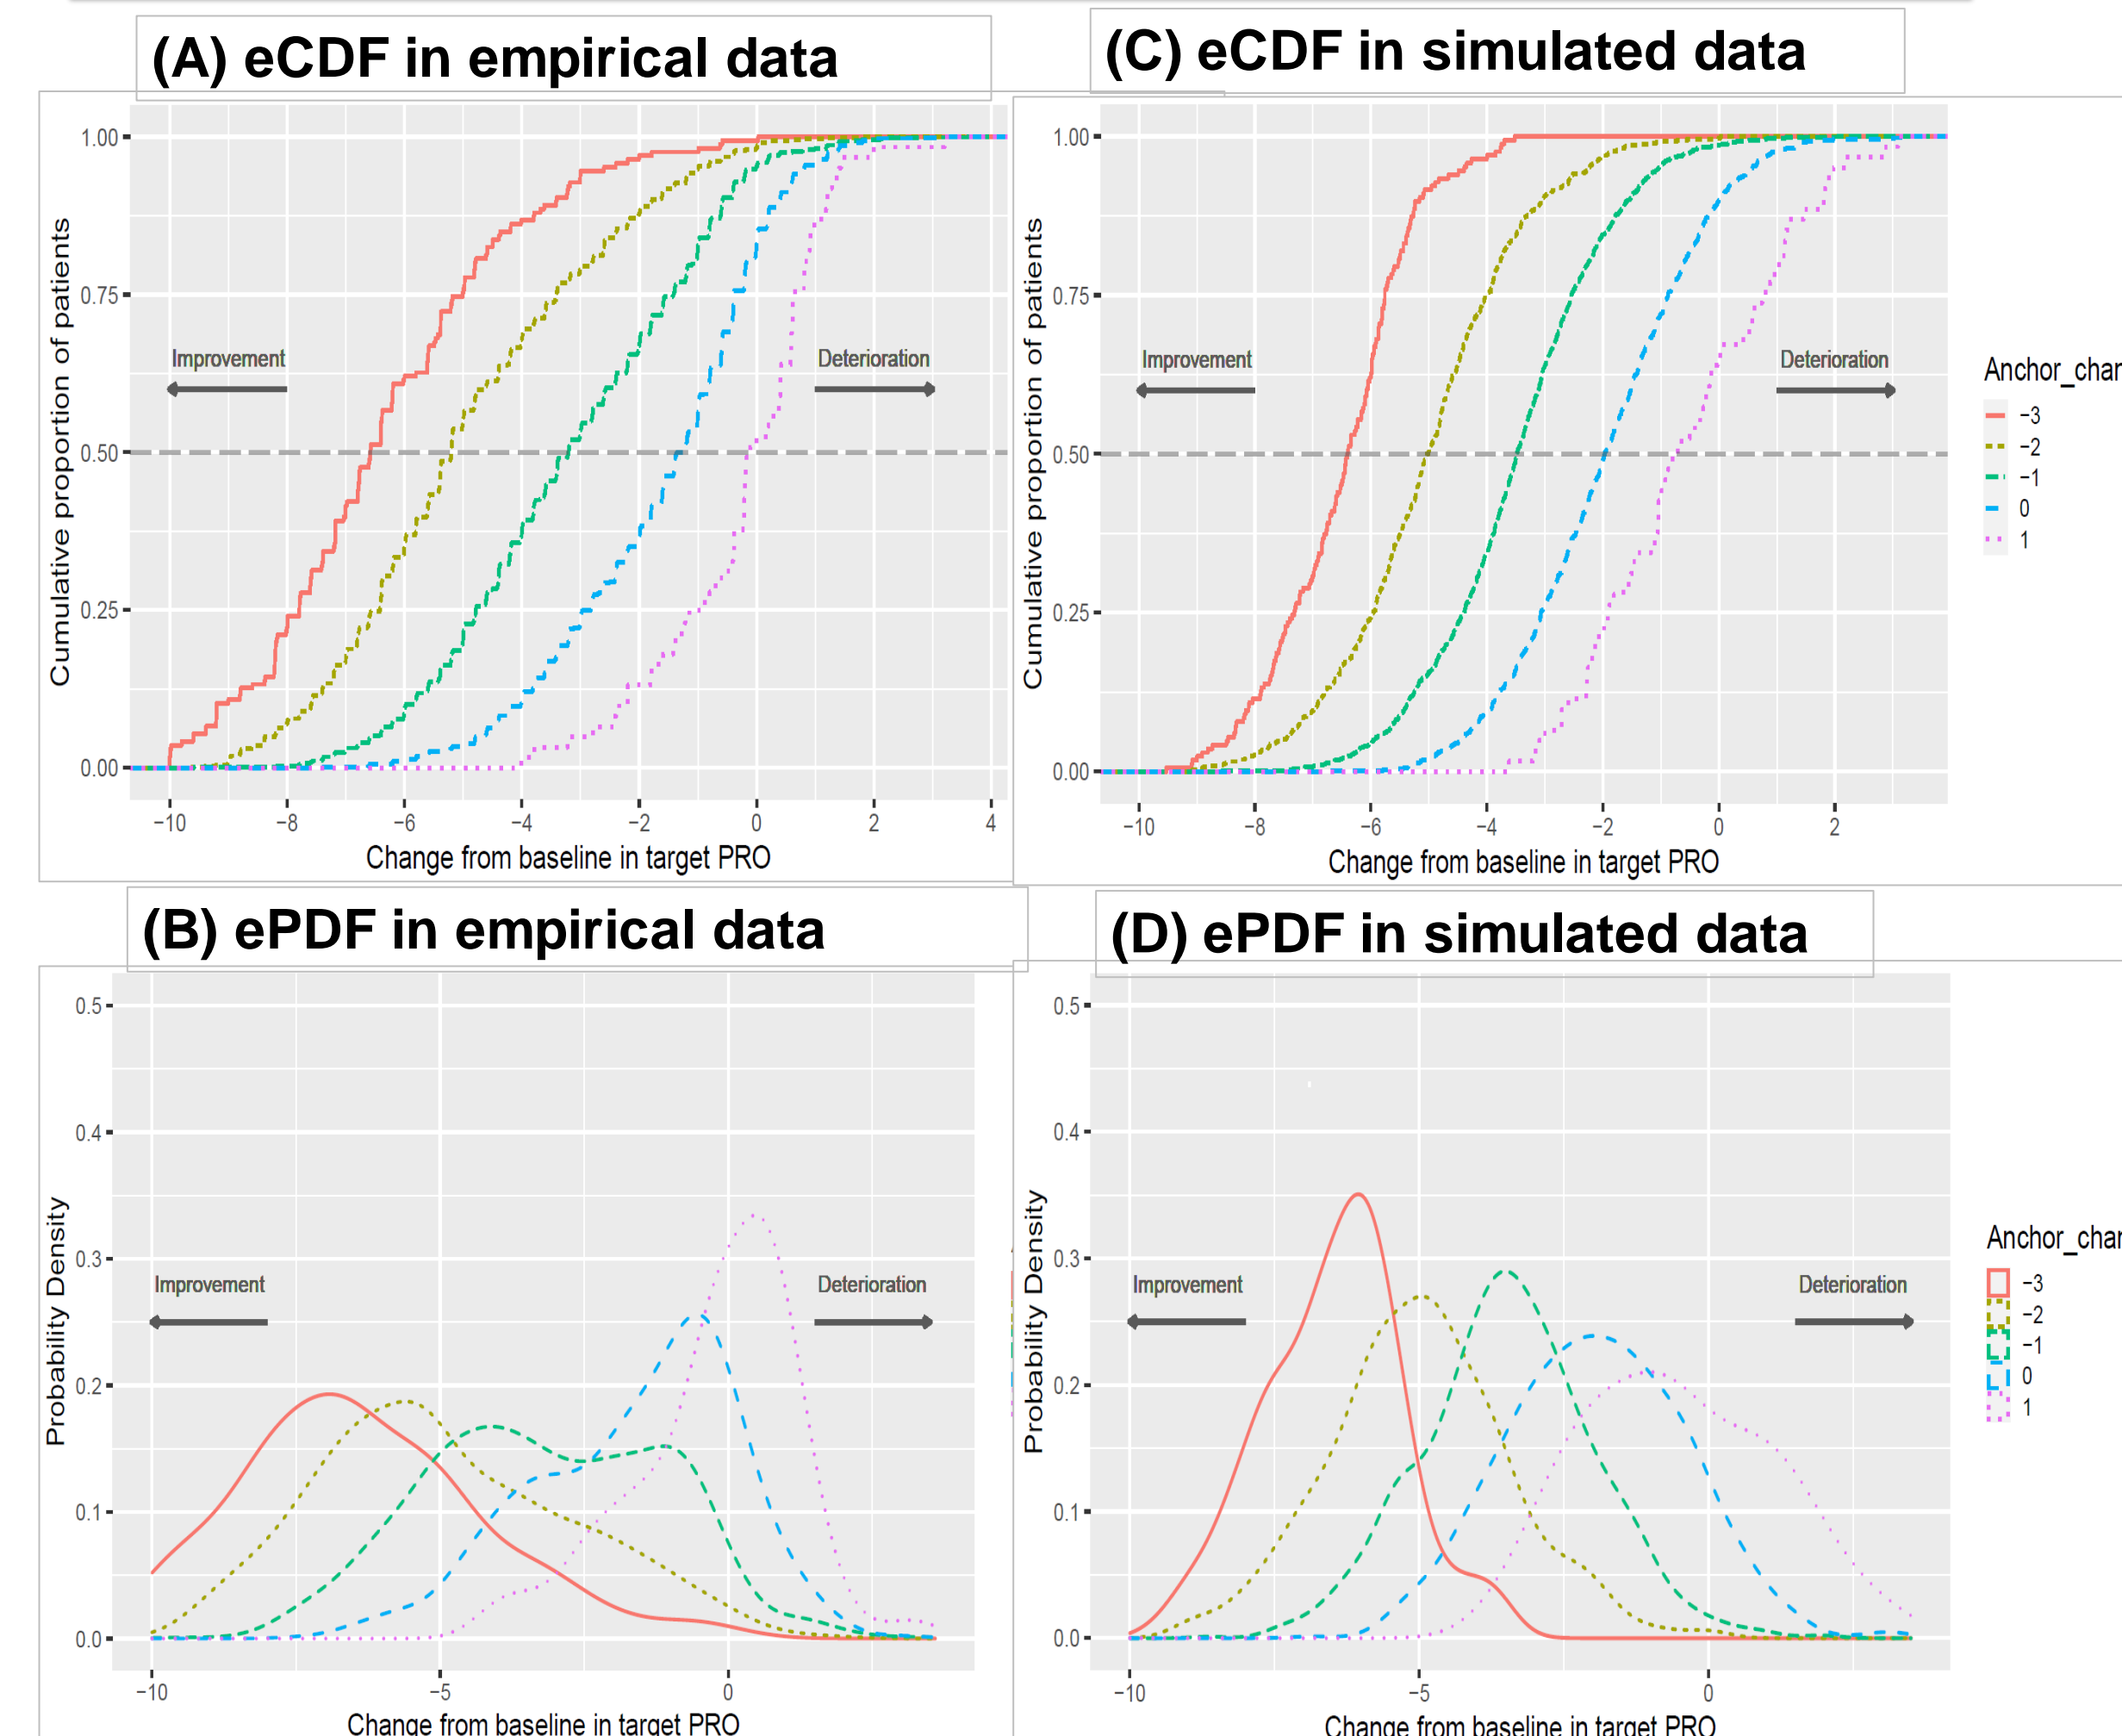 (A) eCDF in empirical data
Cumulative proportion of patients
1.00
0.75
0.50
0.25
0.00
Improvement
Deterioration
−10
−8
−6
−4
−2
0
2
4
Change from baseline in target PRO
(C) eCDF in simulated data
Cumulative proportion of patients
1.00
0.75
0.50
0.25
0.00
Improvement
Deterioration
−10
−8
−6
−4
−2
0
2
Change from baseline in target PRO
Anchor_char
−3
−2
−1
0
1
(B) ePDF in empirical data
Probability Density
0.5
0.4
0.3
0.2
0.1
0.0
Improvement
Deterioration
−10
−5
0
Change from baseline in target PRO
(D) ePDF in simulated data
Probability Density
0.5
0.4
0.3
0.2
0.1
0.0
Improvement
Deterioration
−10
−5
0
Change from baseline in target PRO
Anchor_char
−3
−2
−1
0
1